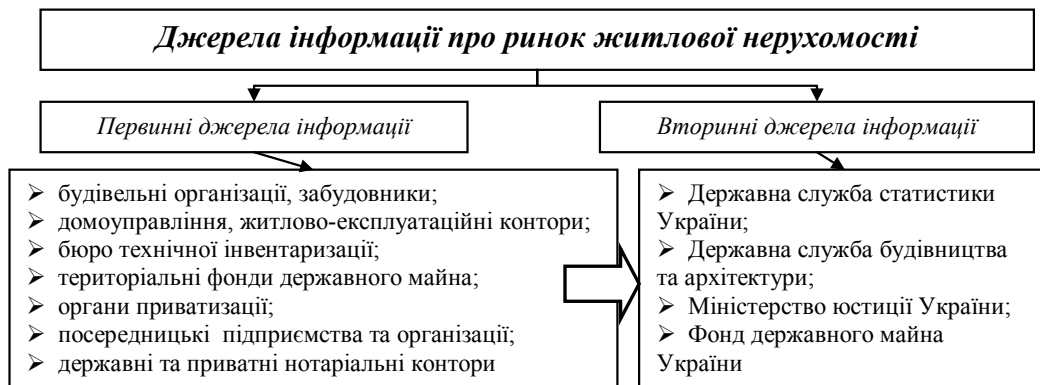 Джерела інформації про ринок житлової нерухомості
Первинні джерела інформації
Вторинні джерела інформації
➢ будівельні організації, забудовники;
➢ домоуправління, житлово-експлуатаційні контори;
➢ бюро технічної інвентаризації;
➢ територіальні фонди державного майна;
➢ органи приватизації;
➢ посередницькі підприємства та організації;
➢ державні та приватні нотаріальні контори
➢ Державна служба статистики
України;
➢ Державна служба будівництва
та архітектури;
➢ Міністерство юстиції України;
➢ Фонд державного майна
України